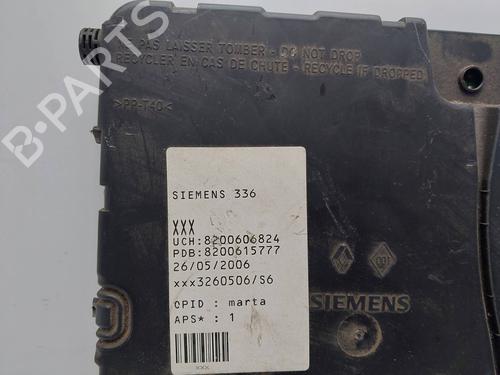 NE PAS LAISSER TOMBER - DO NOT DROP
RECYCLER EN CAS DE CHUTE - RECYCLE IF DROPPED
>PP-T40<
SIEMENS 336
XXX
UCH:8200606824
PDB:8200615777
26/05/2006
xxx3260506/S6
OPID : marta
APS* : 1
xxx
SIEMENS
B-PARTS